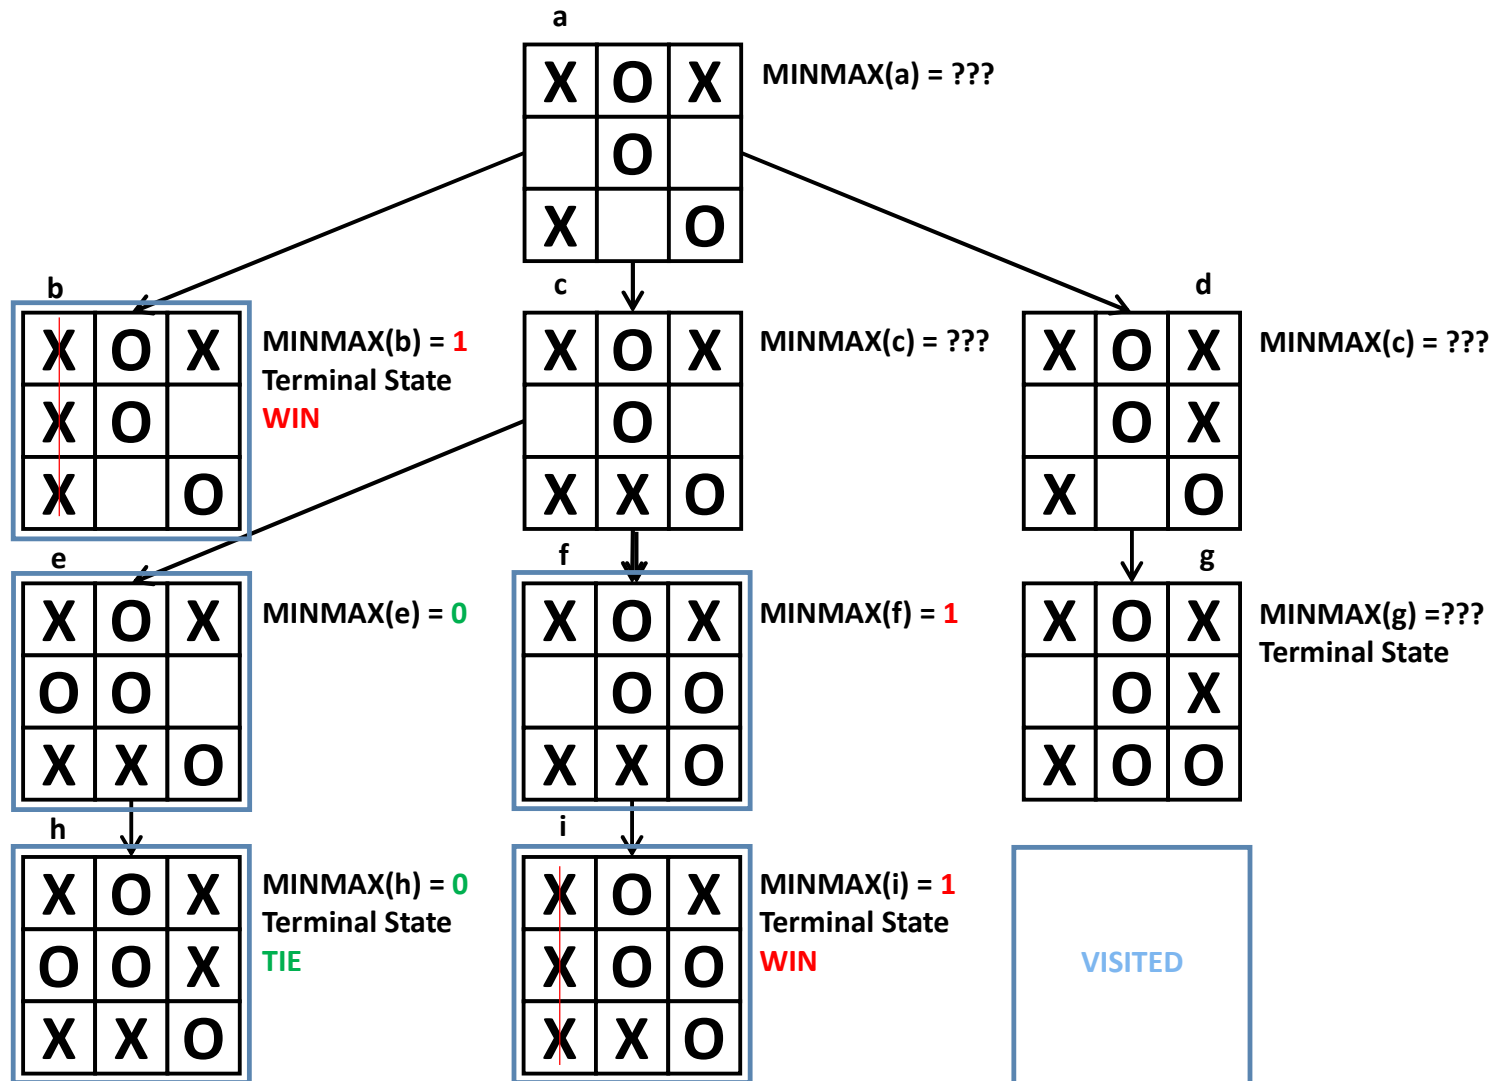 a
X O X
MINMAX(a) = ???
O
X O
b
X O X
X O
X O
MINMAX(b) = 1
Terminal State
WIN
c
X O X
O
X X O
MINMAX(c) = ???
d
X O X
O X
X O
MINMAX(c) = ???
e
X O X
O O
X X O
MINMAX(e) = 0
f
X O X
O O
X X O
MINMAX(f) = 1
g
X O X
O X
X O O
MINMAX(g) =???
Terminal State
h
X O X
O O X
X X O
MINMAX(h) = 0
Terminal State
TIE
i
X O X
X O O
X X O
MINMAX(i) = 1
Terminal State
WIN
VISITED